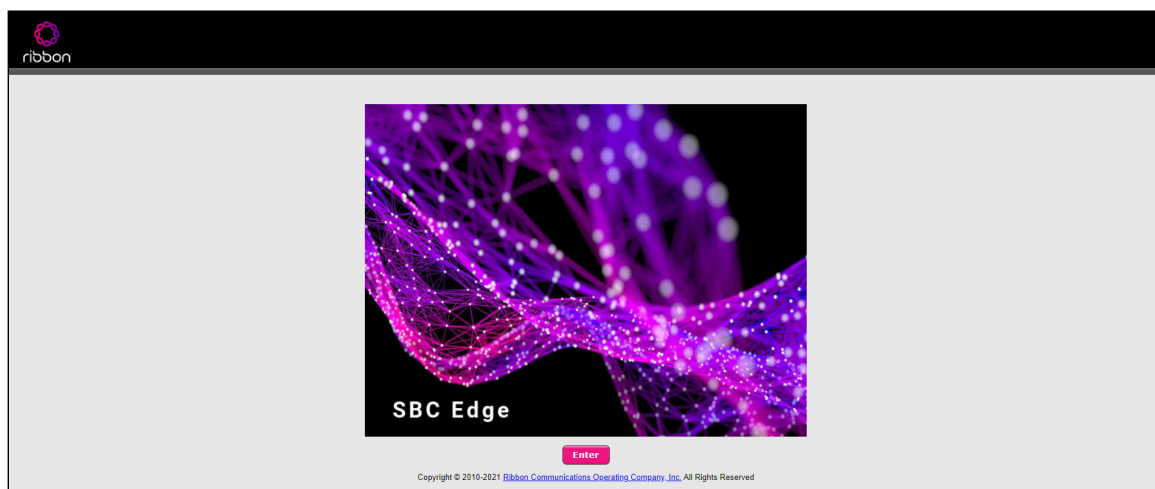 ribbon
SBC Edge
Enter
Copyright © 2010-2021 Ribbon Communications Operating Company, Inc. All Rights Reserved